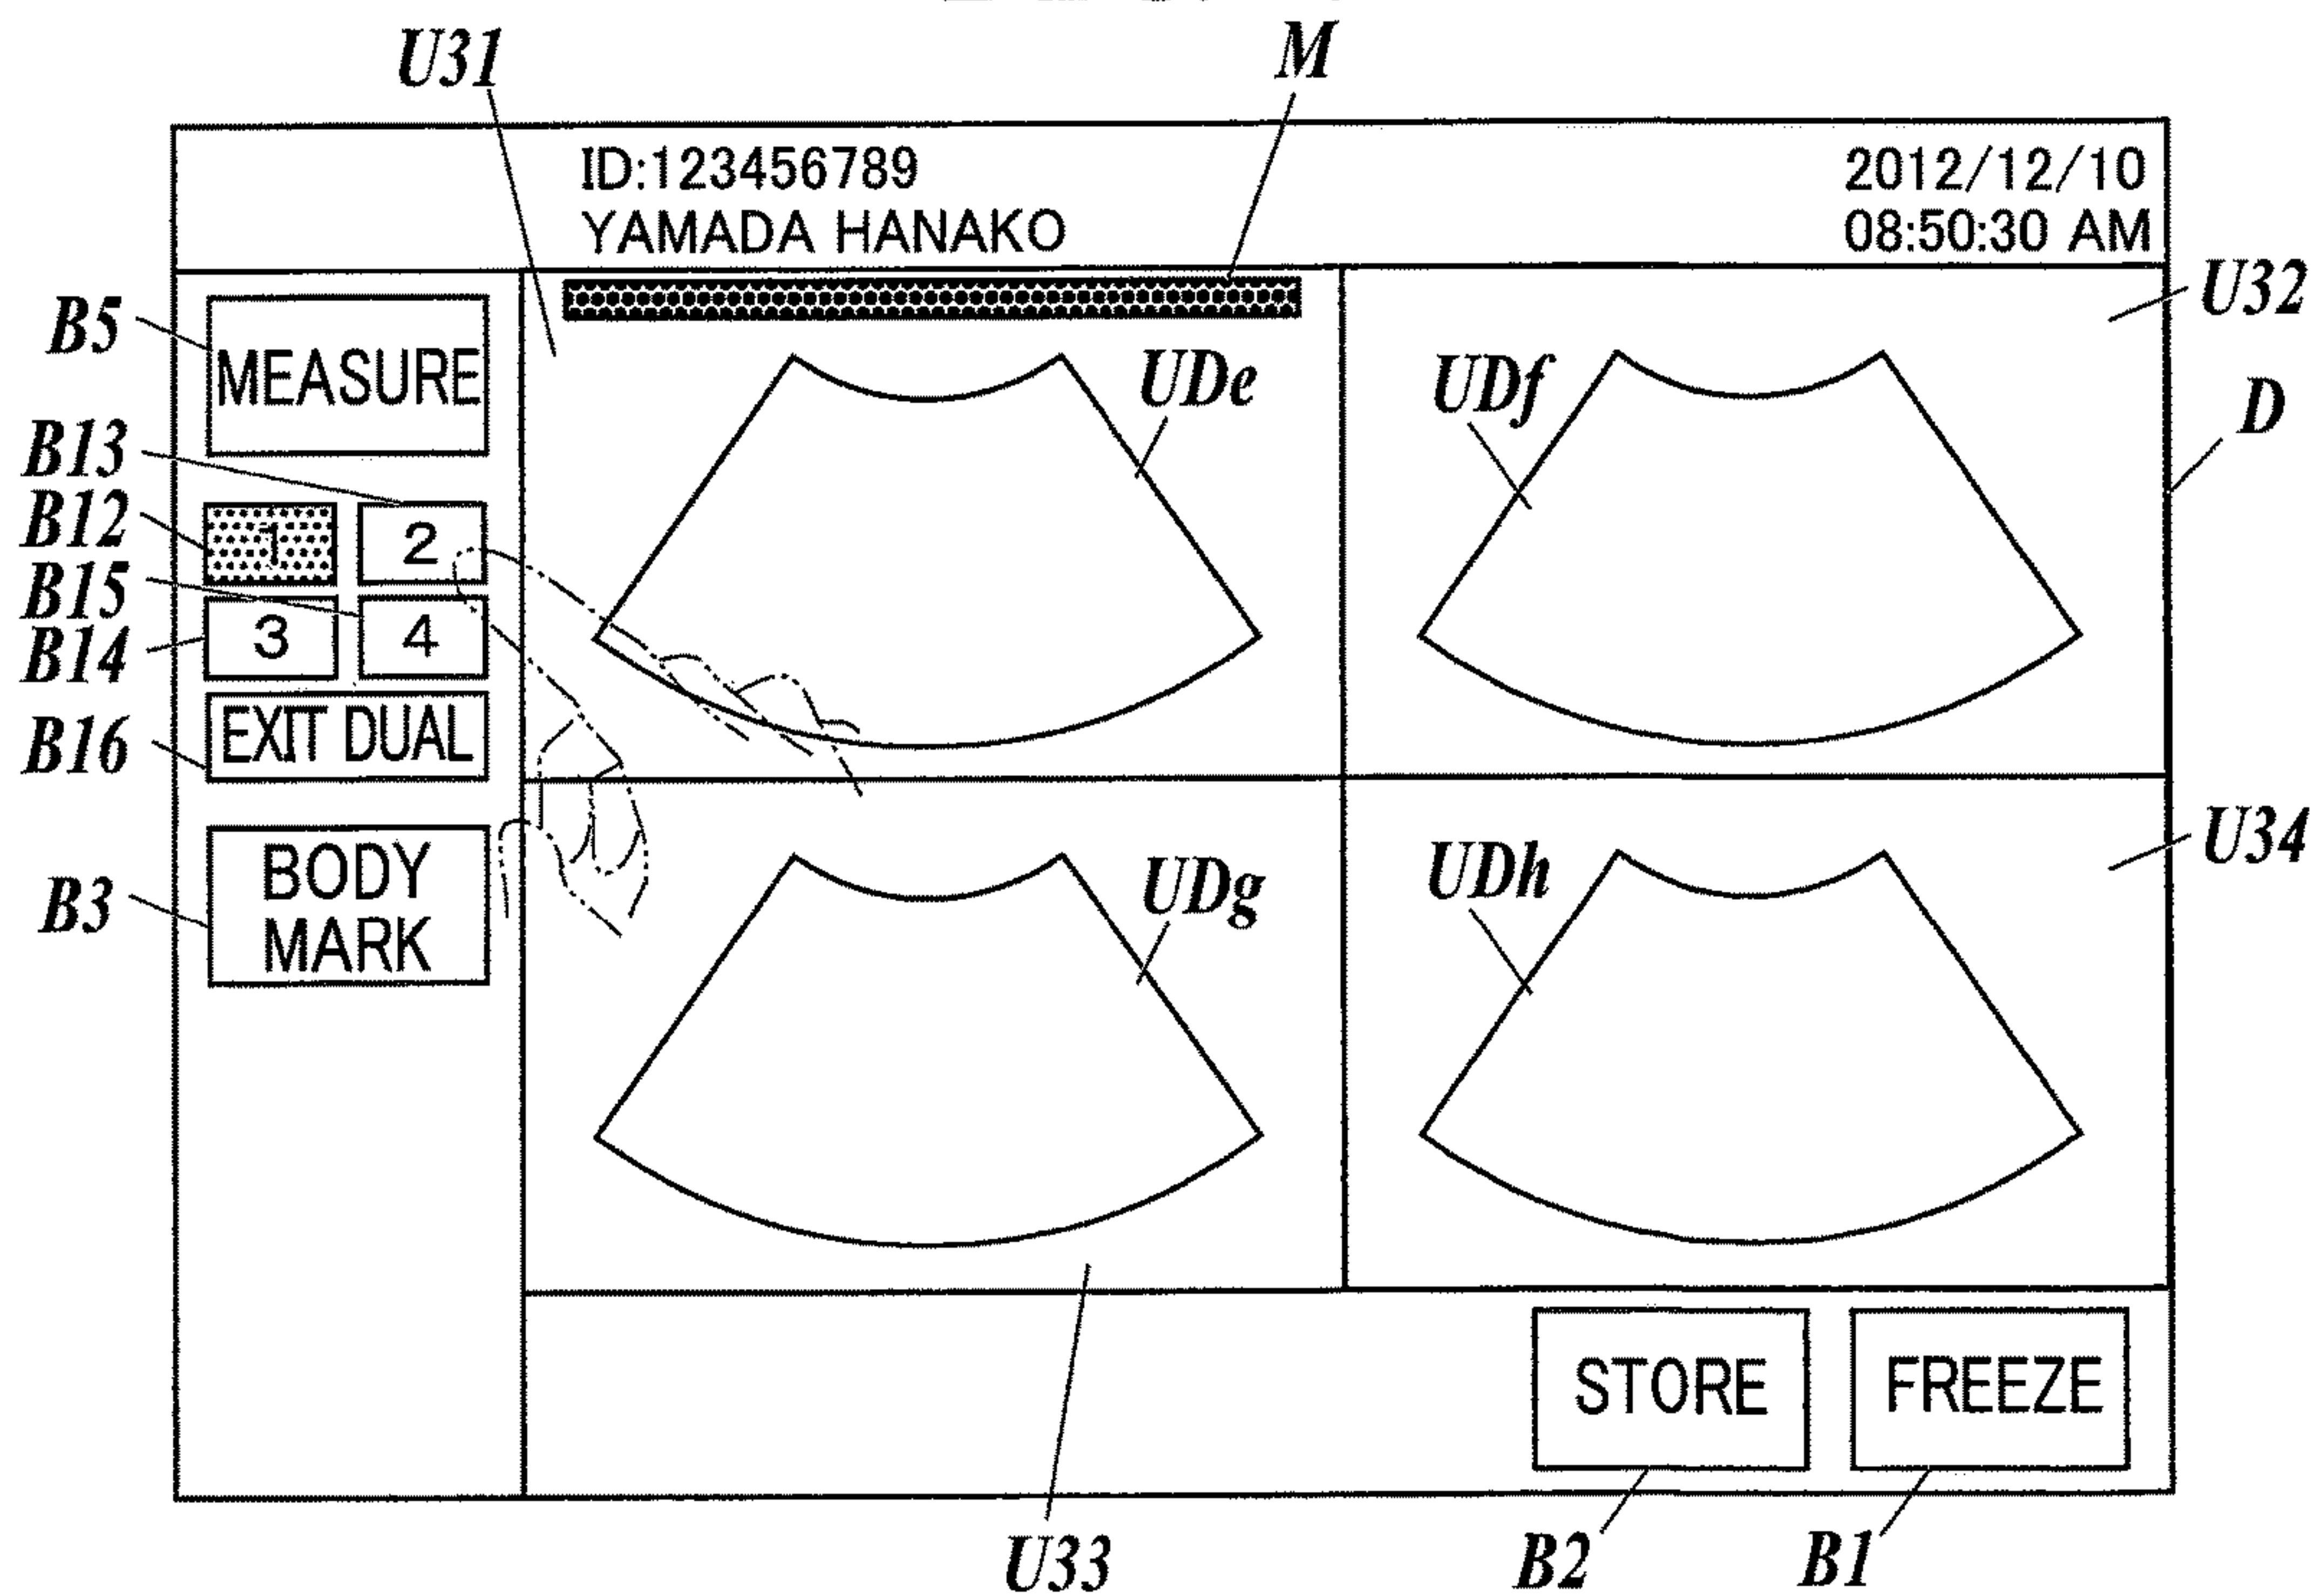 U31
M
ID:123456789
2012/12/10
YAMADA HANAKO
08:50:30 AM
U32
B5
MEASURE
UDe
UDf
D
B13
B12
1
2
B15
B14
3
4
B16
EXIT DUAL
U34
B3
BODY
MARK
UDg
UDh
STORE
FREEZE
U33
B2
B1